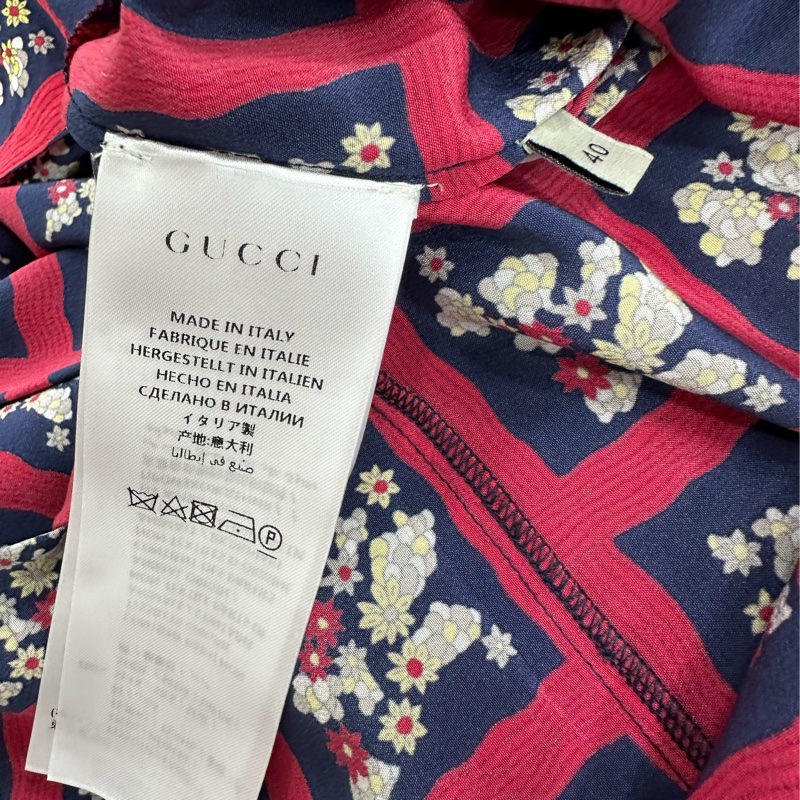 GUCCI
MADE IN ITALY
FABRIQUE EN ITALIE
HERGESTELLT IN ITALIEN
HECHO EN ITALIA
СДЕЛАНО В ИТАЛИИ
イタリア製
产地:意大利
صنع في إيطاليا
P
40